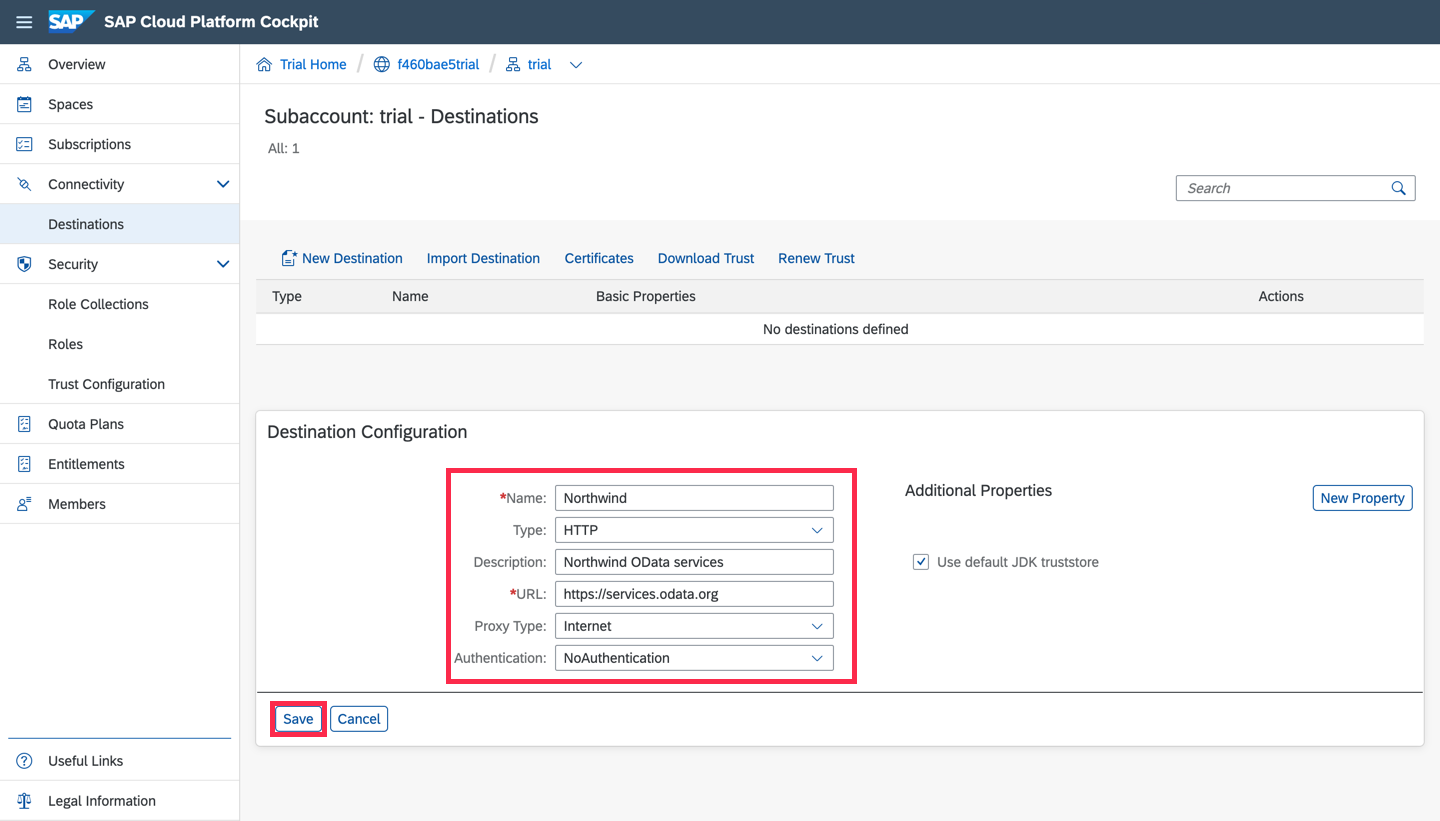 SAP SAP Cloud Platform Cockpit
Overview
Spaces
Subscriptions
Connectivity
Destinations
Security
Role Collections
Roles
Trust Configuration
Quota Plans
Entitlements
Members
Useful Links
Legal Information
Trial Home / f460bae5trial / trial
Subaccount: trial - Destinations
All: 1
Search
New Destination Import Destination Certificates Download Trust Renew Trust
Type Name Basic Properties Actions
No destinations defined
Destination Configuration
*Name: Northwind
Type: HTTP
Description: Northwind OData services
*URL: https://services.odata.org
Proxy Type: Internet
Authentication: NoAuthentication
Additional Properties New Property
Use default JDK truststore
Save Cancel